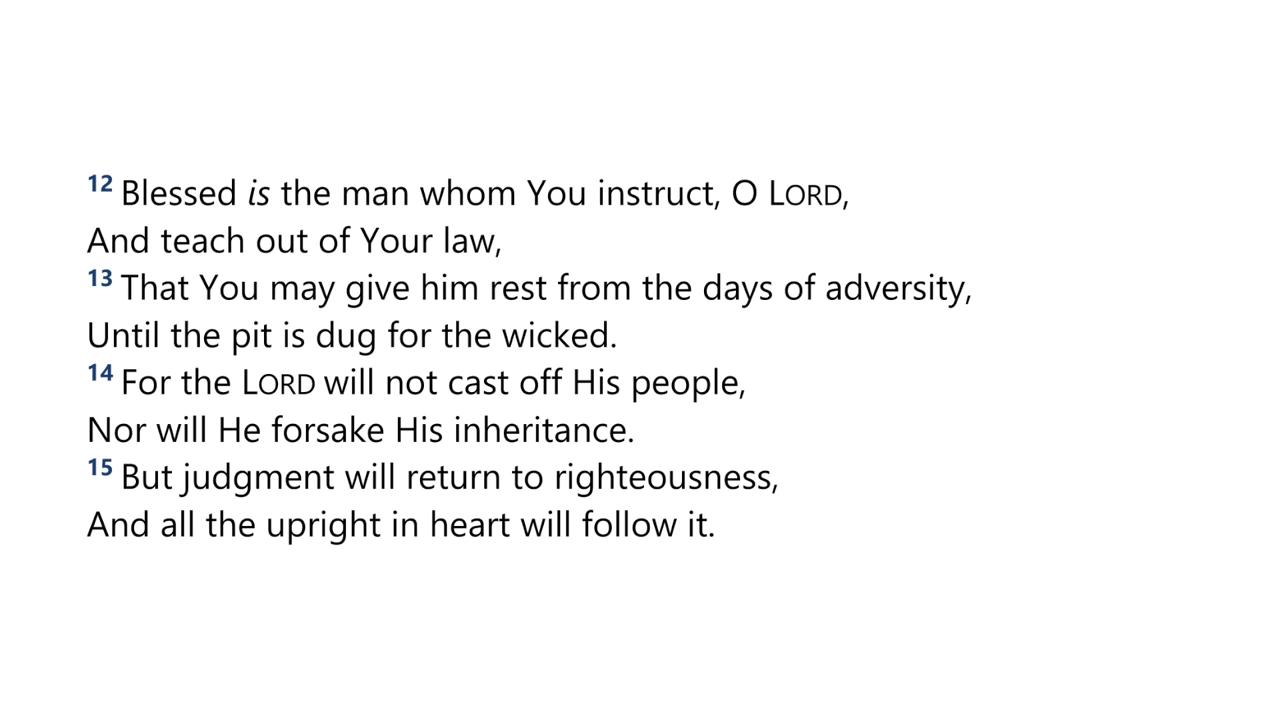 12 Blessed is the man whom You instruct, O LORD,
And teach out of Your law,
13 That You may give him rest from the days of adversity,
Until the pit is dug for the wicked.
14 For the LORD will not cast off His people,
Nor will He forsake His inheritance.
15 But judgment will return to righteousness,
And all the upright in heart will follow it.